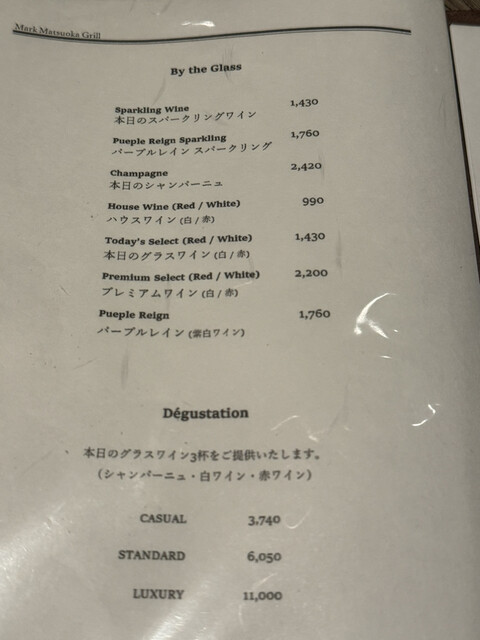 Mark Matsuoka Grill
By the Glass
Sparkling Wine 1,430
本日のスパークリングワイン
Pueple Reign Sparkling 1,760
パープルレイン スパークリング
Champagne 2,420
本日のシャンパーニュ
House Wine (Red / White) 990
ハウスワイン (白 / 赤)
Today's Select (Red / White) 1,430
本日のグラスワイン (白 / 赤)
Premium Select (Red / White) 2,200
プレミアムワイン (白 / 赤)
Pueple Reign 1,760
パープルレイン (紫白ワイン)
Dégustation
本日のグラスワイン3杯をご提供いたします。
(シャンパーニュ・白ワイン・赤ワイン)
CASUAL 3,740
STANDARD 6,050
LUXURY 11,000